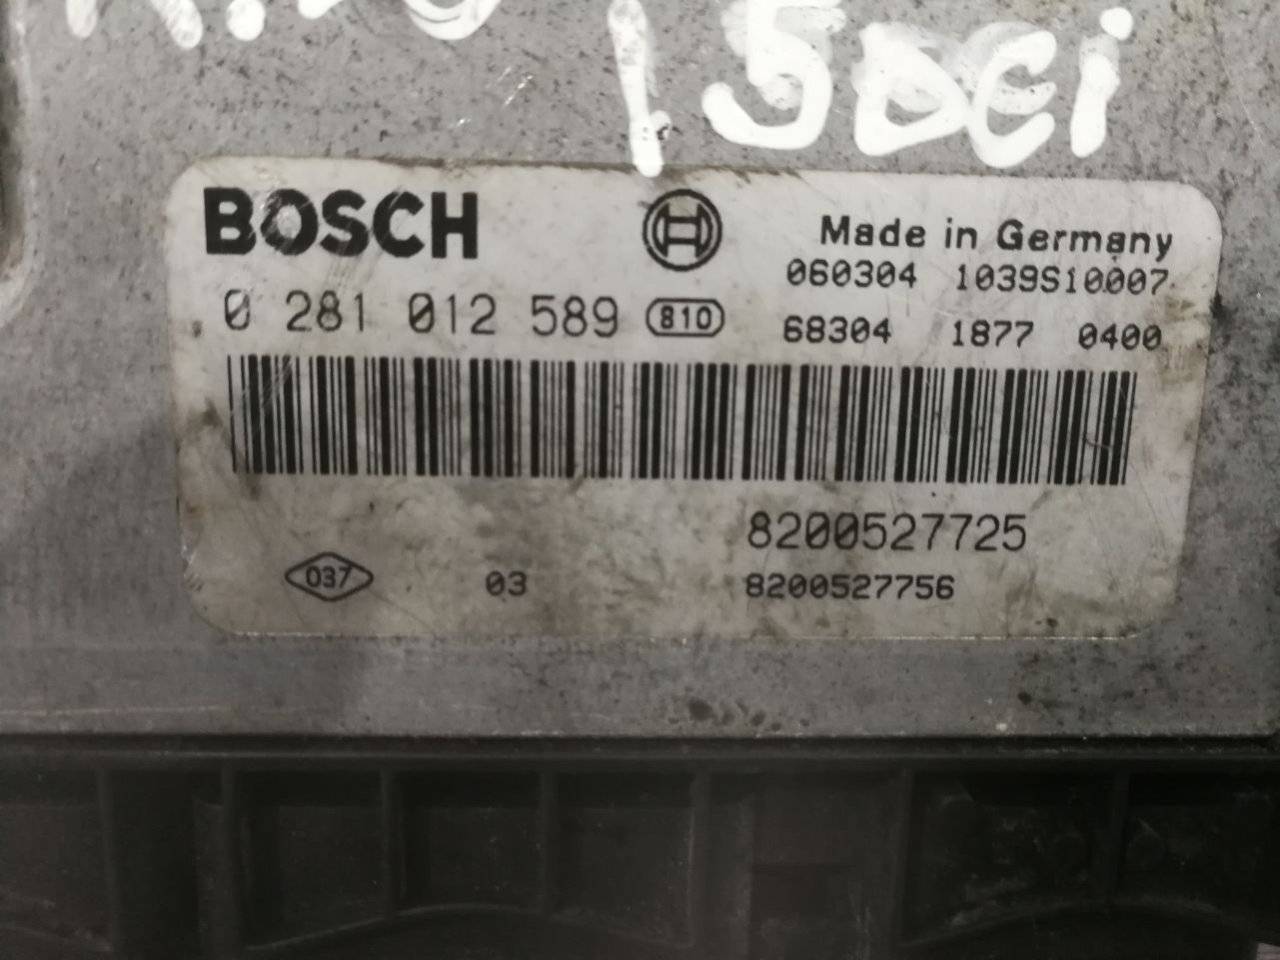 1.5DCi
BOSCH
Made in Germany
060304 1039S10007
0 281 012 589 810
68304 1877 0400
8200527725
037 03 8200527756